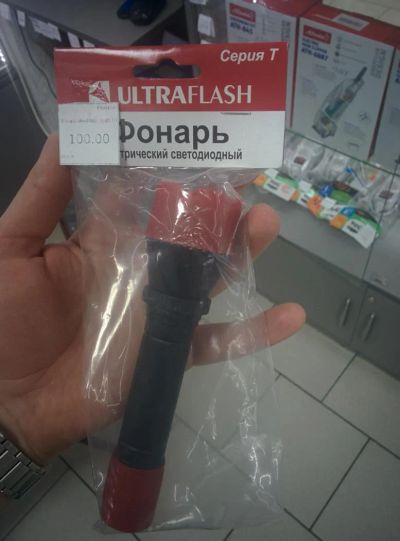 Серия Т
ULTRAFLASH
100.00
Фонарь
трический светодиодный